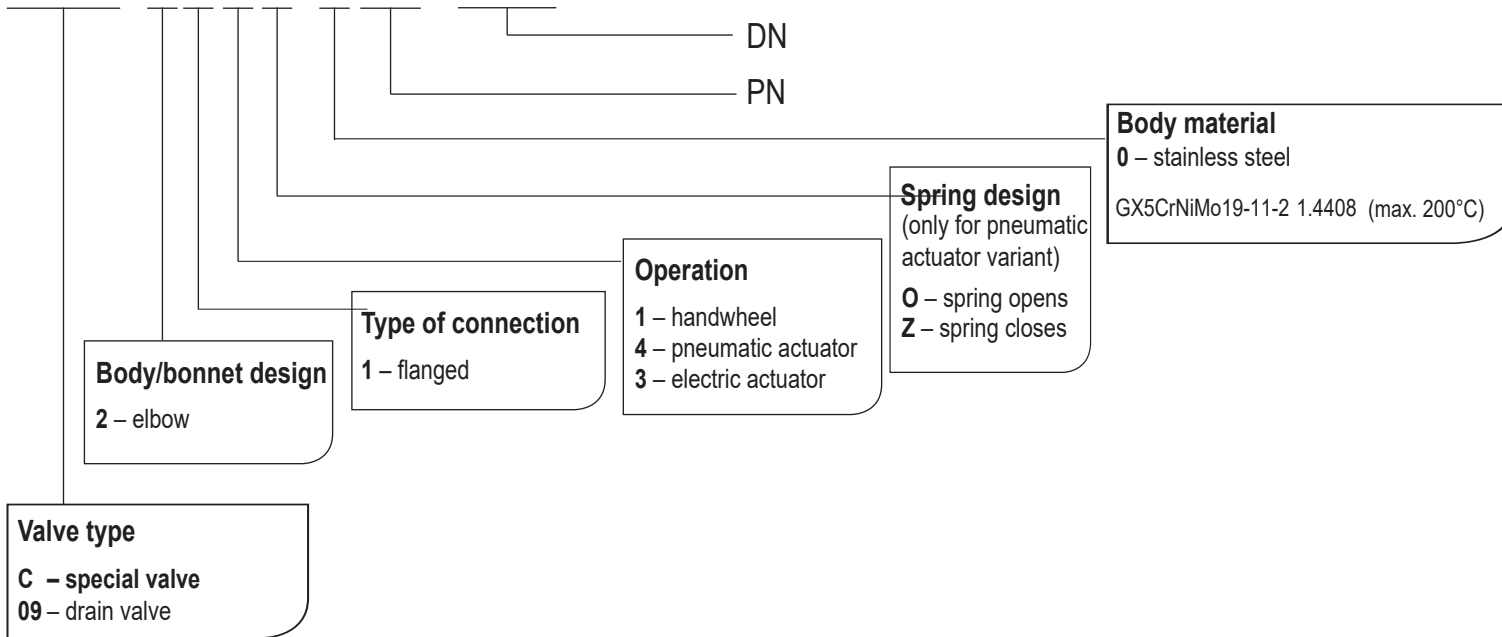 DN
PN
Body material
0 – stainless steel
GX5CrNiMo19-11-2 1.4408 (max. 200°C)
Spring design
(only for pneumatic
actuator variant)
O – spring opens
Z – spring closes
Operation
1 – handwheel
4 – pneumatic actuator
3 – electric actuator
Type of connection
1 – flanged
Body/bonnet design
2 – elbow
Valve type
C – special valve
09 – drain valve